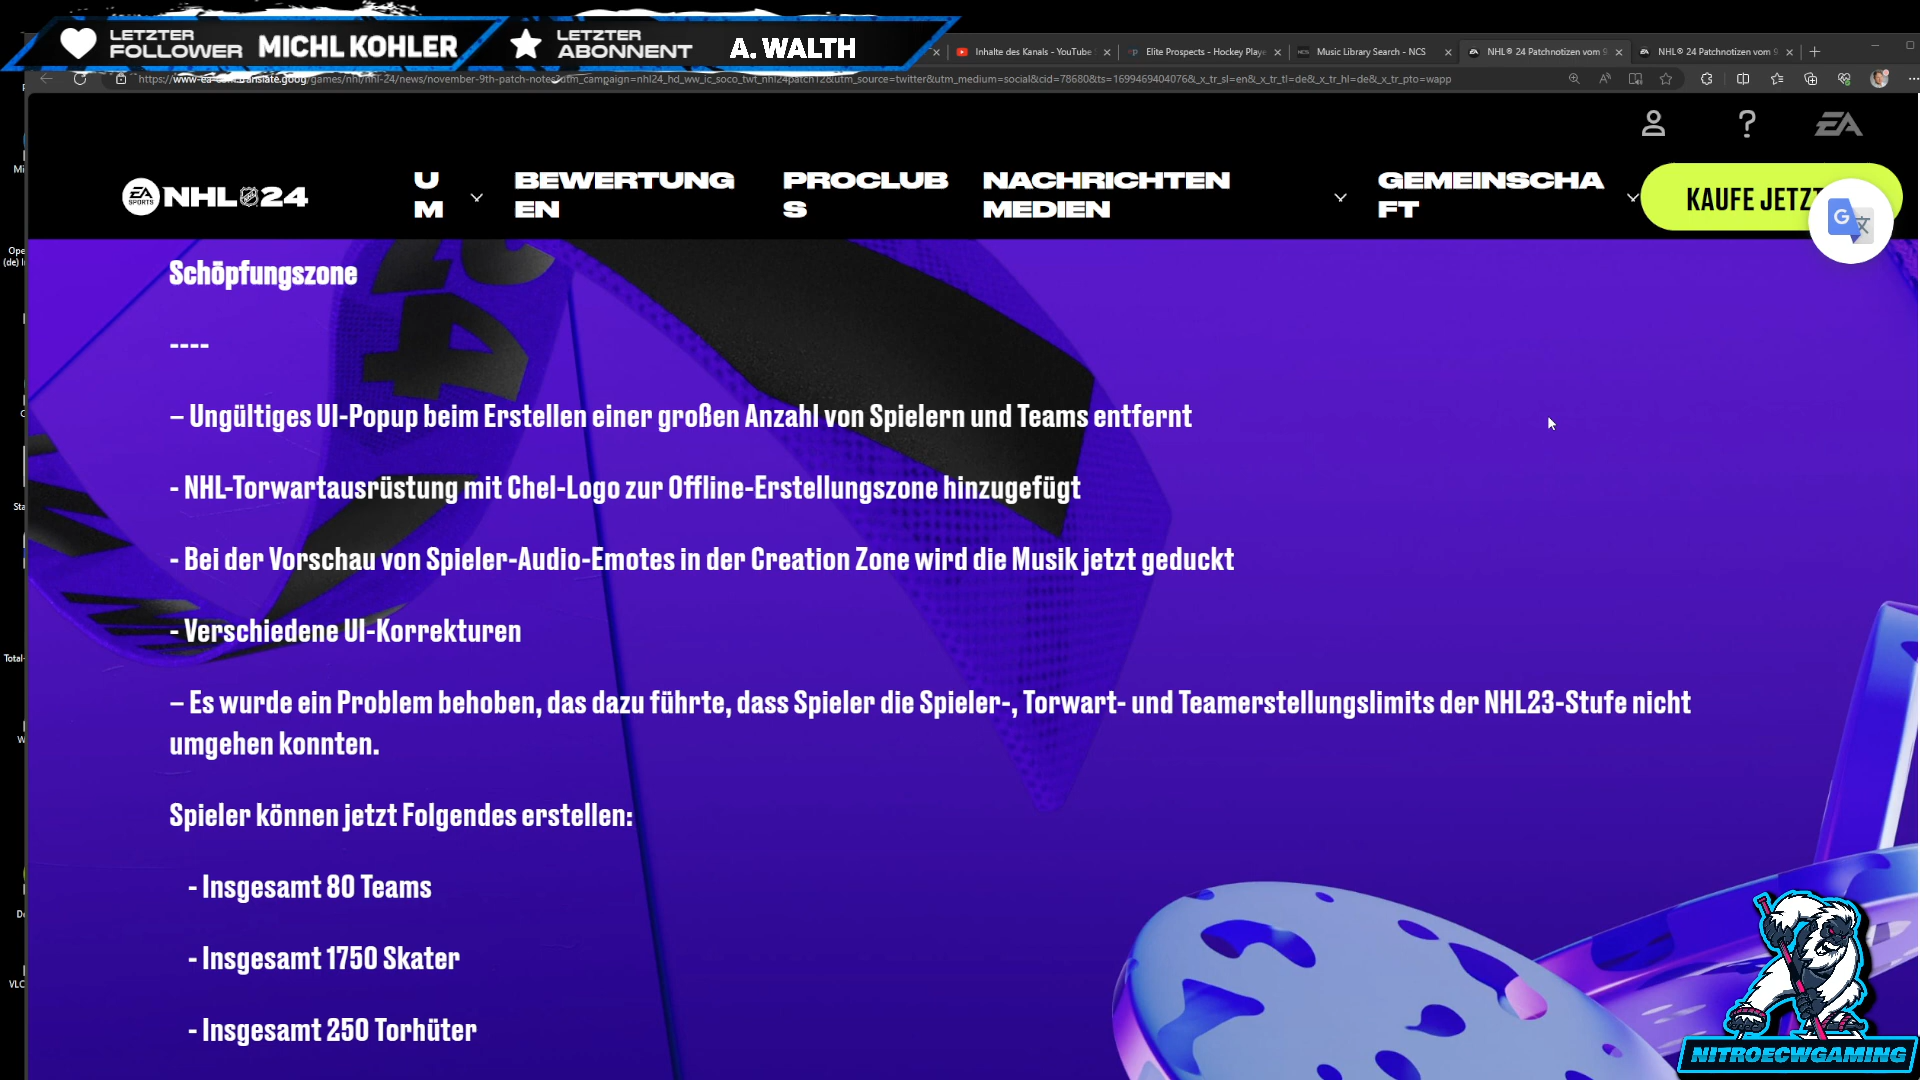 LETZTER
FOLLOWER
MICHL KOHLER
LETZTER
ABONNENT
A. WALTH
Inhalte des Kanals - YouTube
Elite Prospects - Hockey Playe
Music Library Search - NCS
NHL® 24 Patchnotizen vom 9
NHL® 24 Patchnotizen vom 9
EA
EA SPORTS
NHL 24
UM
BEWERTUNG
EN
PROCLUB
S
NACHRICHTEN
MEDIEN
GEMEINSCHA
FT
KAUFE JETZT
Schöpfungszone
----
– Ungültiges UI-Popup beim Erstellen einer großen Anzahl von Spielern und Teams entfernt
- NHL-Torwartausrüstung mit Chel-Logo zur Offline-Erstellungszone hinzugefügt
- Bei der Vorschau von Spieler-Audio-Emotes in der Creation Zone wird die Musik jetzt geduckt
- Verschiedene UI-Korrekturen
– Es wurde ein Problem behoben, das dazu führte, dass Spieler die Spieler-, Torwart- und Teamerstellungslimits der NHL23-Stufe nicht
umgehen konnten.
Spieler können jetzt Folgendes erstellen:
- Insgesamt 80 Teams
- Insgesamt 1750 Skater
- Insgesamt 250 Torhüter
NITROECWGAMING